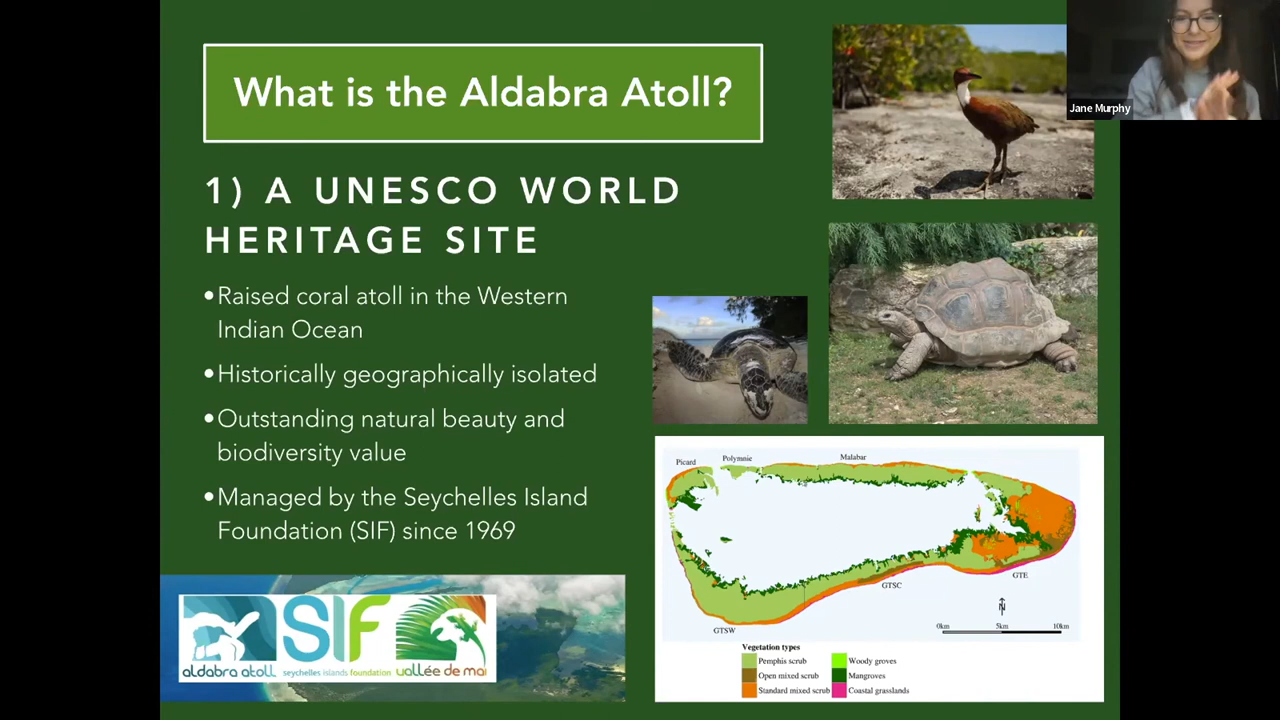 What is the Aldabra Atoll?
Jane Murphy
1) A UNESCO WORLD
HERITAGE SITE
•Raised coral atoll in the Western
Indian Ocean
•Historically geographically isolated
•Outstanding natural beauty and
biodiversity value
•Managed by the Seychelles Island
Foundation (SIF) since 1969
SIF
aldabra atoll
seychelles islands foundation
vallée de mai
Picard
Polymnie
Malabar
GTSC
GTE
GTSW
N
0km
5km
10km
Vegetation types
Pemphis scrub
Woody groves
Open mixed scrub
Mangroves
Standard mixed scrub
Coastal grasslands